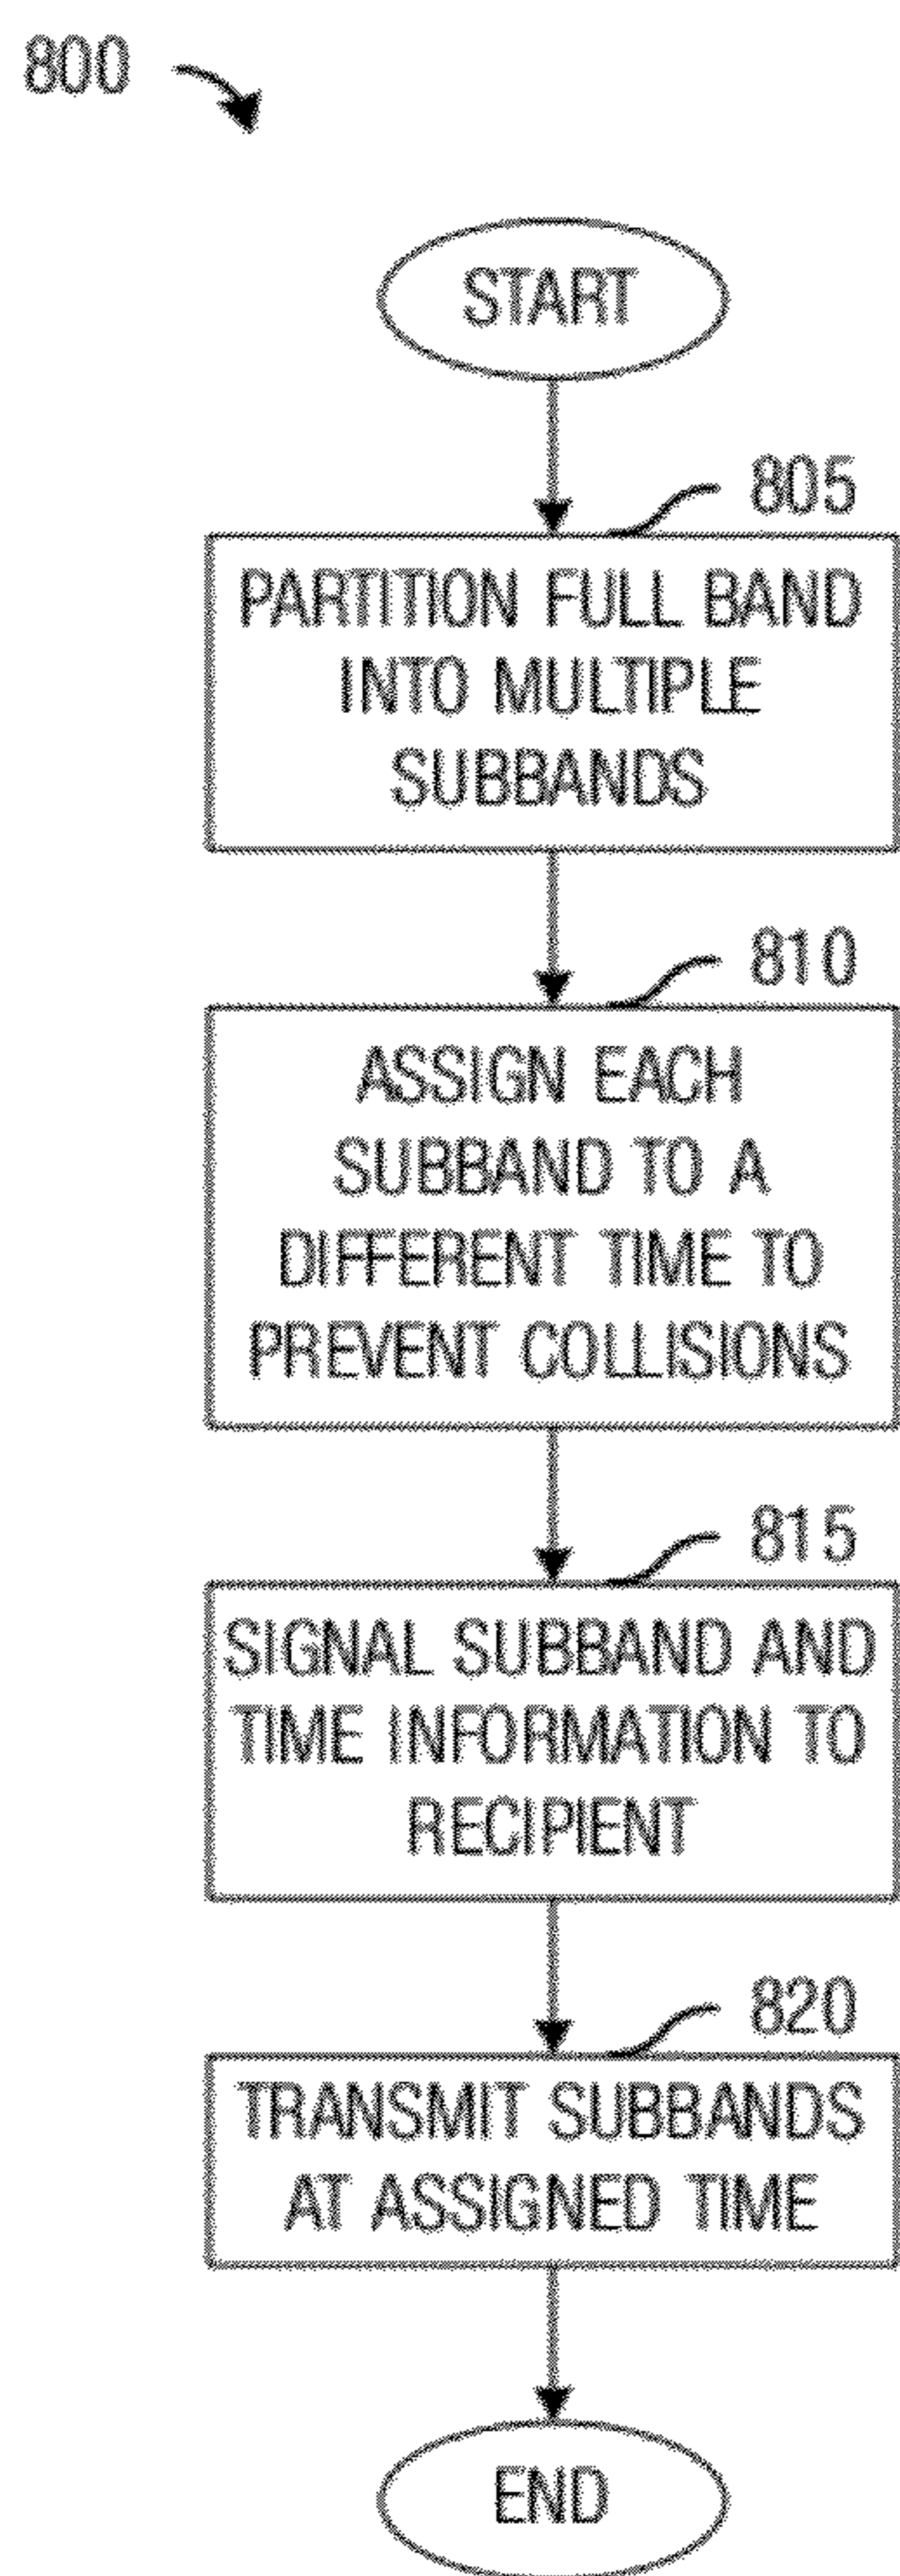 800
START
805
PARTITION FULL BAND
INTO MULTIPLE
SUBBANDS
810
ASSIGN EACH
SUBBAND TO A
DIFFERENT TIME TO
PREVENT COLLISIONS
815
SIGNAL SUBBAND AND
TIME INFORMATION TO
RECIPIENT
820
TRANSMIT SUBBANDS
AT ASSIGNED TIME
END